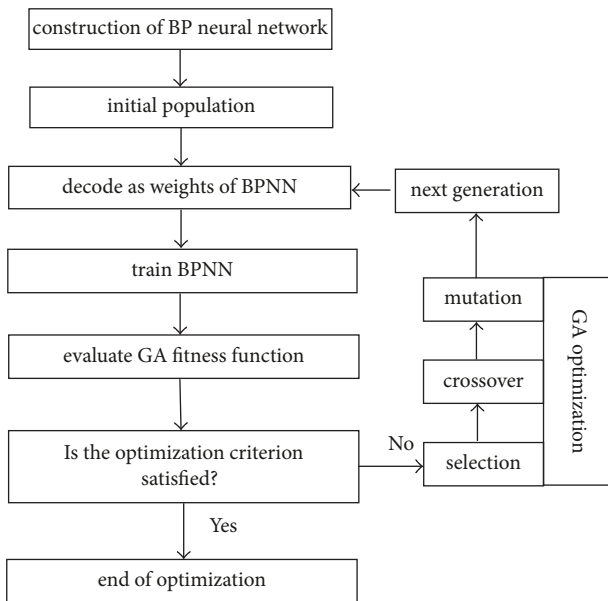 construction of BP neural network
initial population
decode as weights of BPNN
next generation
train BPNN
mutation
evaluate GA fitness function
crossover
GA optimization
Is the optimization criterion
satisfied?
No
selection
Yes
end of optimization